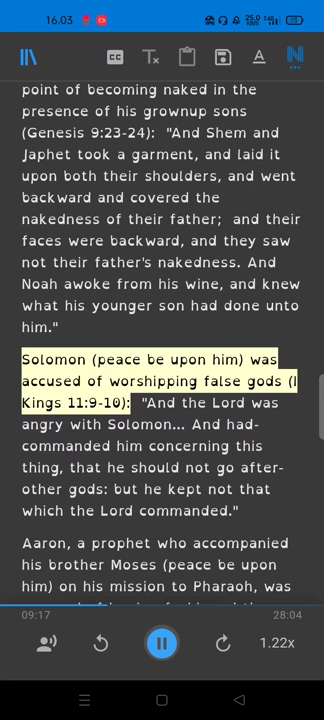 16.03
25.0
CC
T×
A
N
point of becoming naked in the
presence of his grownup sons
(Genesis 9:23-24):  "And Shem and
Japhet took a garment, and laid it
upon both their shoulders, and went
backward and covered the
nakedness of their father;  and their
faces were backward, and they saw
not their father's nakedness. And
Noah awoke from his wine, and knew
what his younger son had done unto
him."
Solomon (peace be upon him) was
accused of worshipping false gods (I
Kings 11:9-10):  "And the Lord was
angry with Solomon... And had-
commanded him concerning this
thing, that he should not go after-
other gods: but he kept not that
which the Lord commanded."
Aaron, a prophet who accompanied
his brother Moses (peace be upon
him) on his mission to Pharaoh, was
09:17
28:04
1.22x